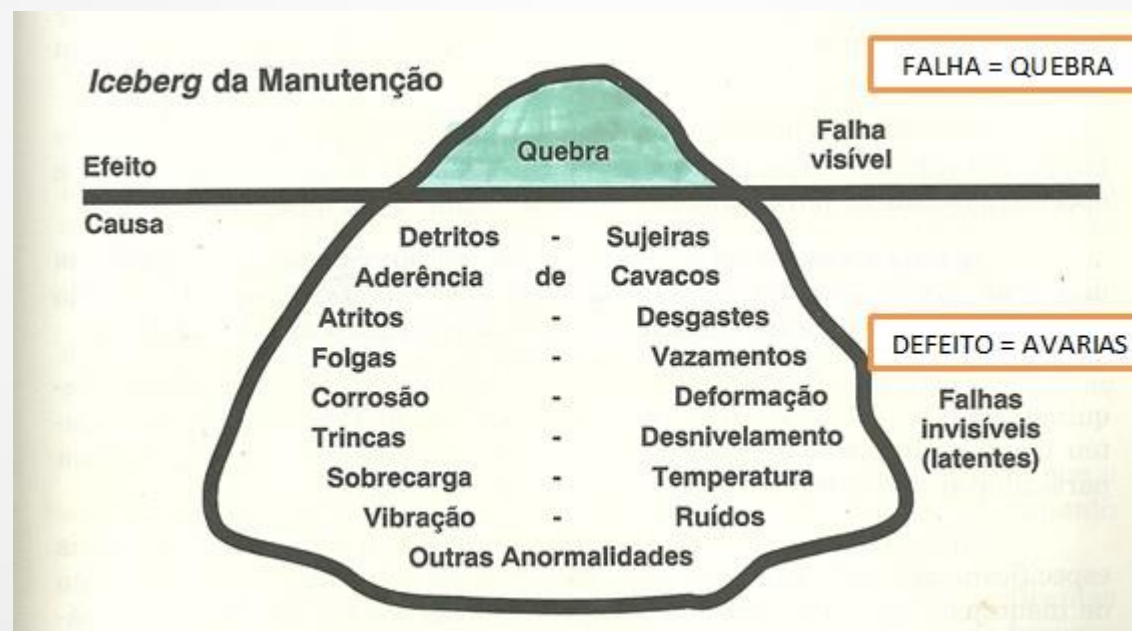 Iceberg da Manutenção
FALHA = QUEBRA
Efeito
Quebra
Falha
visível
Causa
Detritos - Sujeiras
Aderência de Cavacos
Atritos - Desgastes
Folgas - Vazamentos
DEFEITO = AVARIAS
Corrosão - Deformação
Trincas - Desnivelamento
Sobrecarga - Temperatura
Vibração - Ruídos
Outras Anormalidades
Falhas
invisíveis
(latentes)